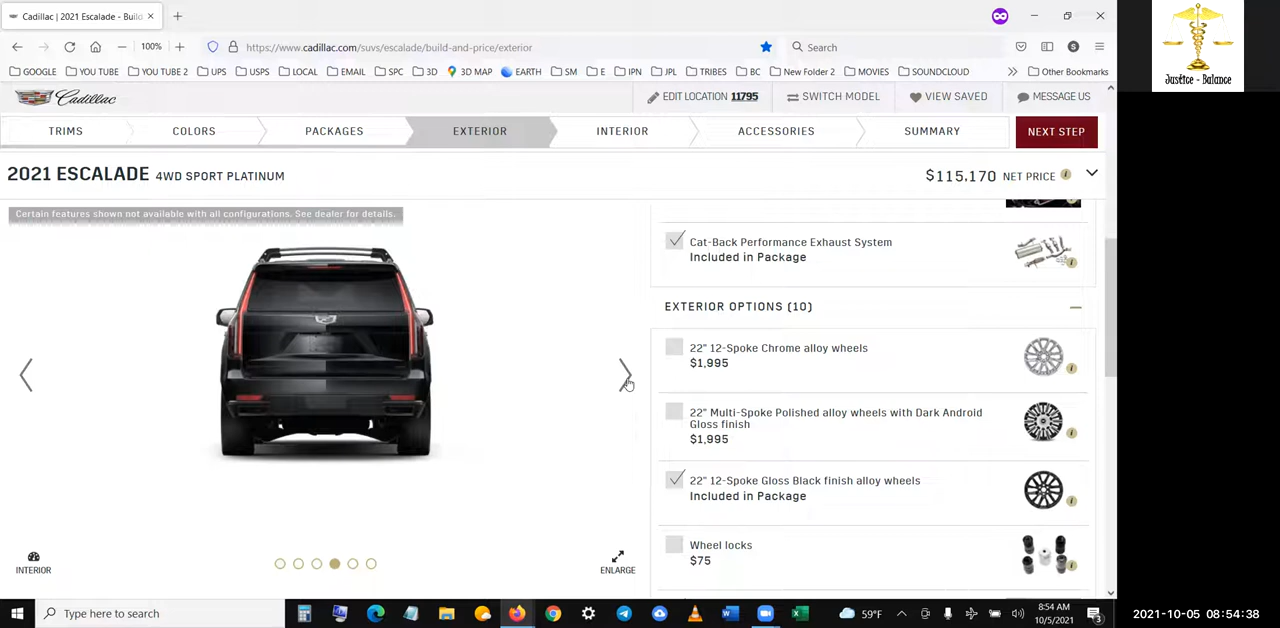 Cadillac | 2021 Escalade - Build
100%
https://www.cadillac.com/suvs/escalade/build-and-price/exterior
Search
GOOGLE YOU TUBE YOU TUBE 2 UPS USPS LOCAL EMAIL SPC 3D 3D MAP EARTH SM E IPN JPL TRIBES BC New Folder 2 MOVIES SOUNDCLOUD Other Bookmarks
Cadillac
EDIT LOCATION 11795 SWITCH MODEL VIEW SAVED MESSAGE US
TRIMS COLORS PACKAGES EXTERIOR INTERIOR ACCESSORIES SUMMARY NEXT STEP
2021 ESCALADE 4WD SPORT PLATINUM
$115,170 NET PRICE
Certain features shown not available with all configurations. See dealer for details.
Cat-Back Performance Exhaust System
Included in Package
EXTERIOR OPTIONS (10)
22" 12-Spoke Chrome alloy wheels
$1,995
22" Multi-Spoke Polished alloy wheels with Dark Android
Gloss finish
$1,995
22" 12-Spoke Gloss Black finish alloy wheels
Included in Package
Wheel locks
$75
INTERIOR
ENLARGE
Type here to search
59°F
8:54 AM
10/5/2021
3
Justice - Balance
2021-10-05 08:54:38